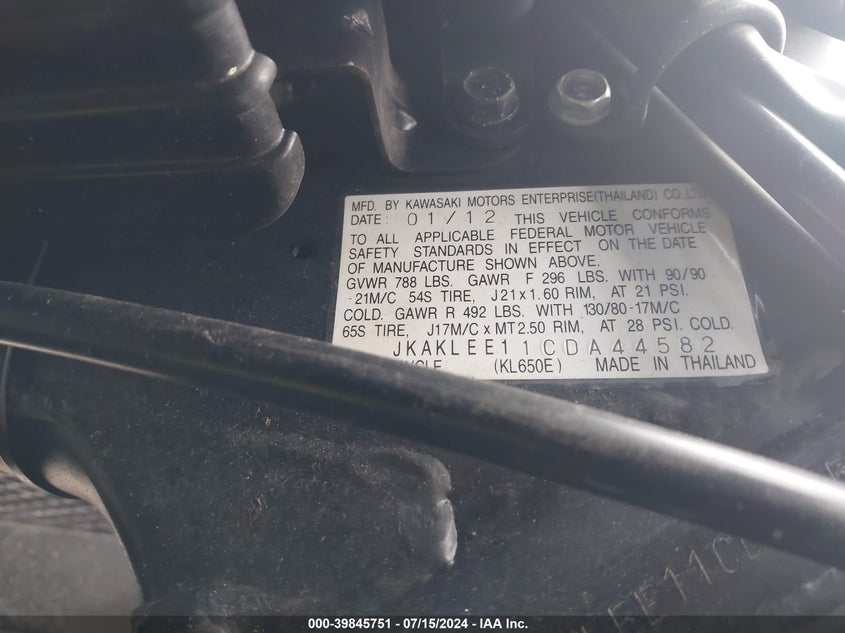 MFD. BY KAWASAKI MOTORS ENTERPRISE(THAILAND) CO.,LTD.
DATE: 01/12 THIS VEHICLE CONFORMS
TO ALL APPLICABLE FEDERAL MOTOR VEHICLE
SAFETY STANDARDS IN EFFECT ON THE DATE
OF MANUFACTURE SHOWN ABOVE.
GVWR 788 LBS. GAWR F 296 LBS. WITH 90/90
-21M/C 54S TIRE, J21x1.60 RIM, AT 21 PSI.
COLD. GAWR R 492 LBS. WITH 130/80-17M/C
65S TIRE, J17M/C x MT2.50 RIM, AT 28 PSI. COLD.
JKAKLEE11CDA44582
(KL650E) MADE IN THAILAND
000-39845751 - 07/15/2024 - IAA Inc.